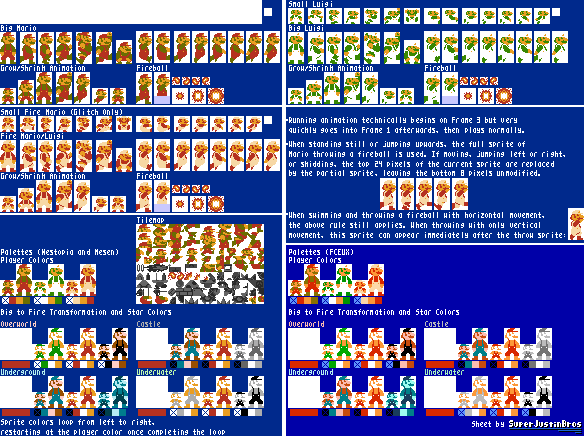 Small Luigi
Big Mario
Big Luigi
Grow/Shrink Animation
Fireball
Grow/Shrink Animation
Fireball
Small Fire Mario (Glitch Only)
Fire Mario/Luigi
Grow/Shrink Animation
Fireball
Running animation technically begins on Frame 3 but very
quickly goes into Frame 1 afterwards, then plays normally.
When standing still or jumping upwards, the full sprite of
Mario throwing a fireball is used. If moving, jumping left or right,
or skidding, the top 24 pixels of the current sprite are replaced
by the partial sprite, leaving the bottom 8 pixels unmodified.
When swimming and throwing a fireball with horizontal movement,
the above rule still applies. When throwing with only vertical
movement, this sprite can appear immediately after the throw sprite:
Tilemap
Palettes (Nestopia and Mesen)
Player Colors
Big to Fire Transformation and Star Colors
Overworld
Castle
Underground
Underwater
Sprite colors loop from left to right,
restarting at the player color once completing the loop
Palettes (FCEUX)
Player Colors
Big to Fire Transformation and Star Colors
Overworld
Castle
Underground
Underwater
Sheet by SuperJustinBros